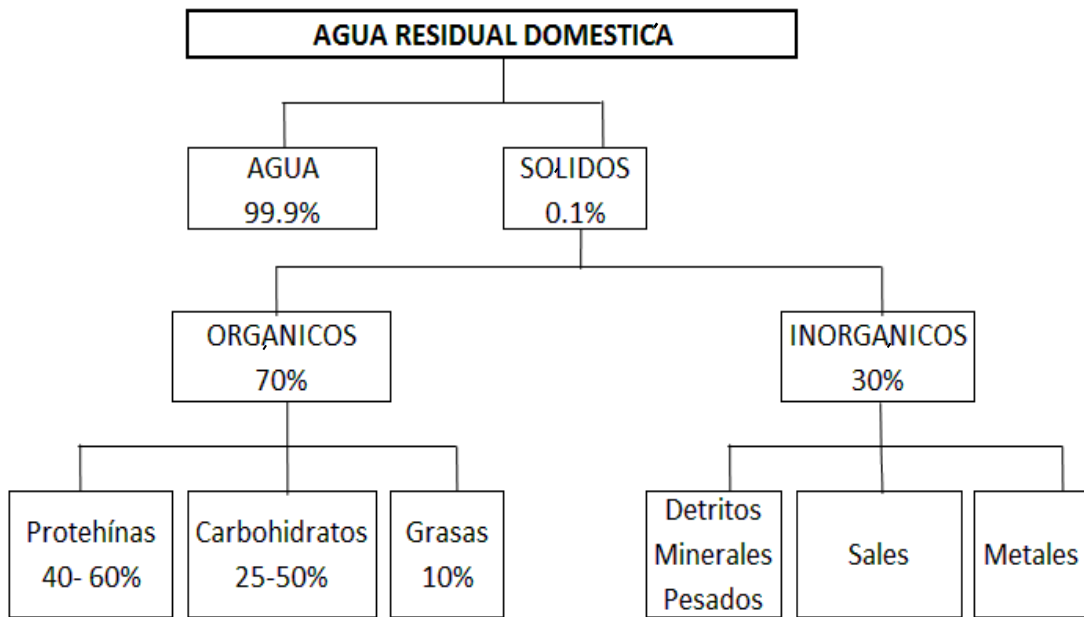 AGUA RESIDUAL DOMESTICA
AGUA
99.9%
SOLIDOS
0.1%
ORGANICOS
70%
INORGANICOS
30%
Protehínas
40- 60%
Carbohidratos
25-50%
Grasas
10%
Detritos
Minerales
Pesados
Sales
Metales